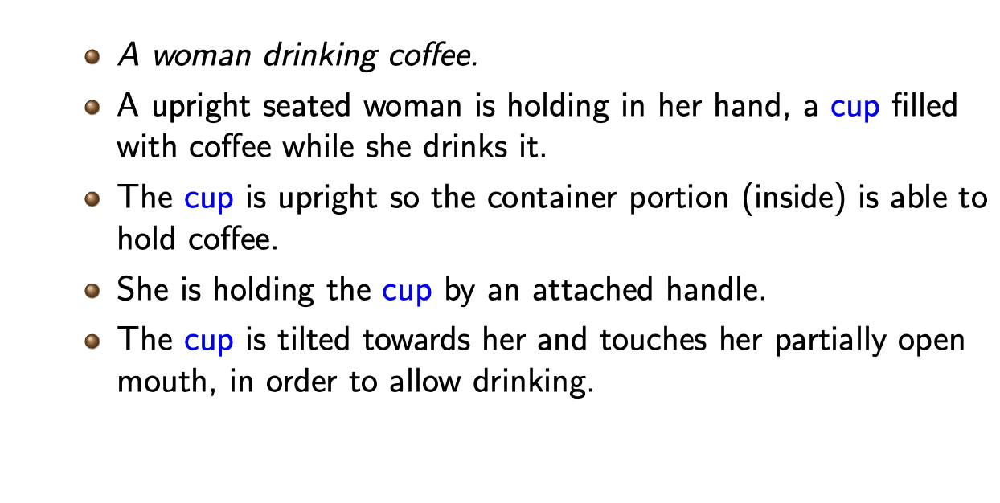 A woman drinking coffee.
A upright seated woman is holding in her hand, a cup filled
with coffee while she drinks it.
The cup is upright so the container portion (inside) is able to
hold coffee.
She is holding the cup by an attached handle.
The cup is tilted towards her and touches her partially open
mouth, in order to allow drinking.